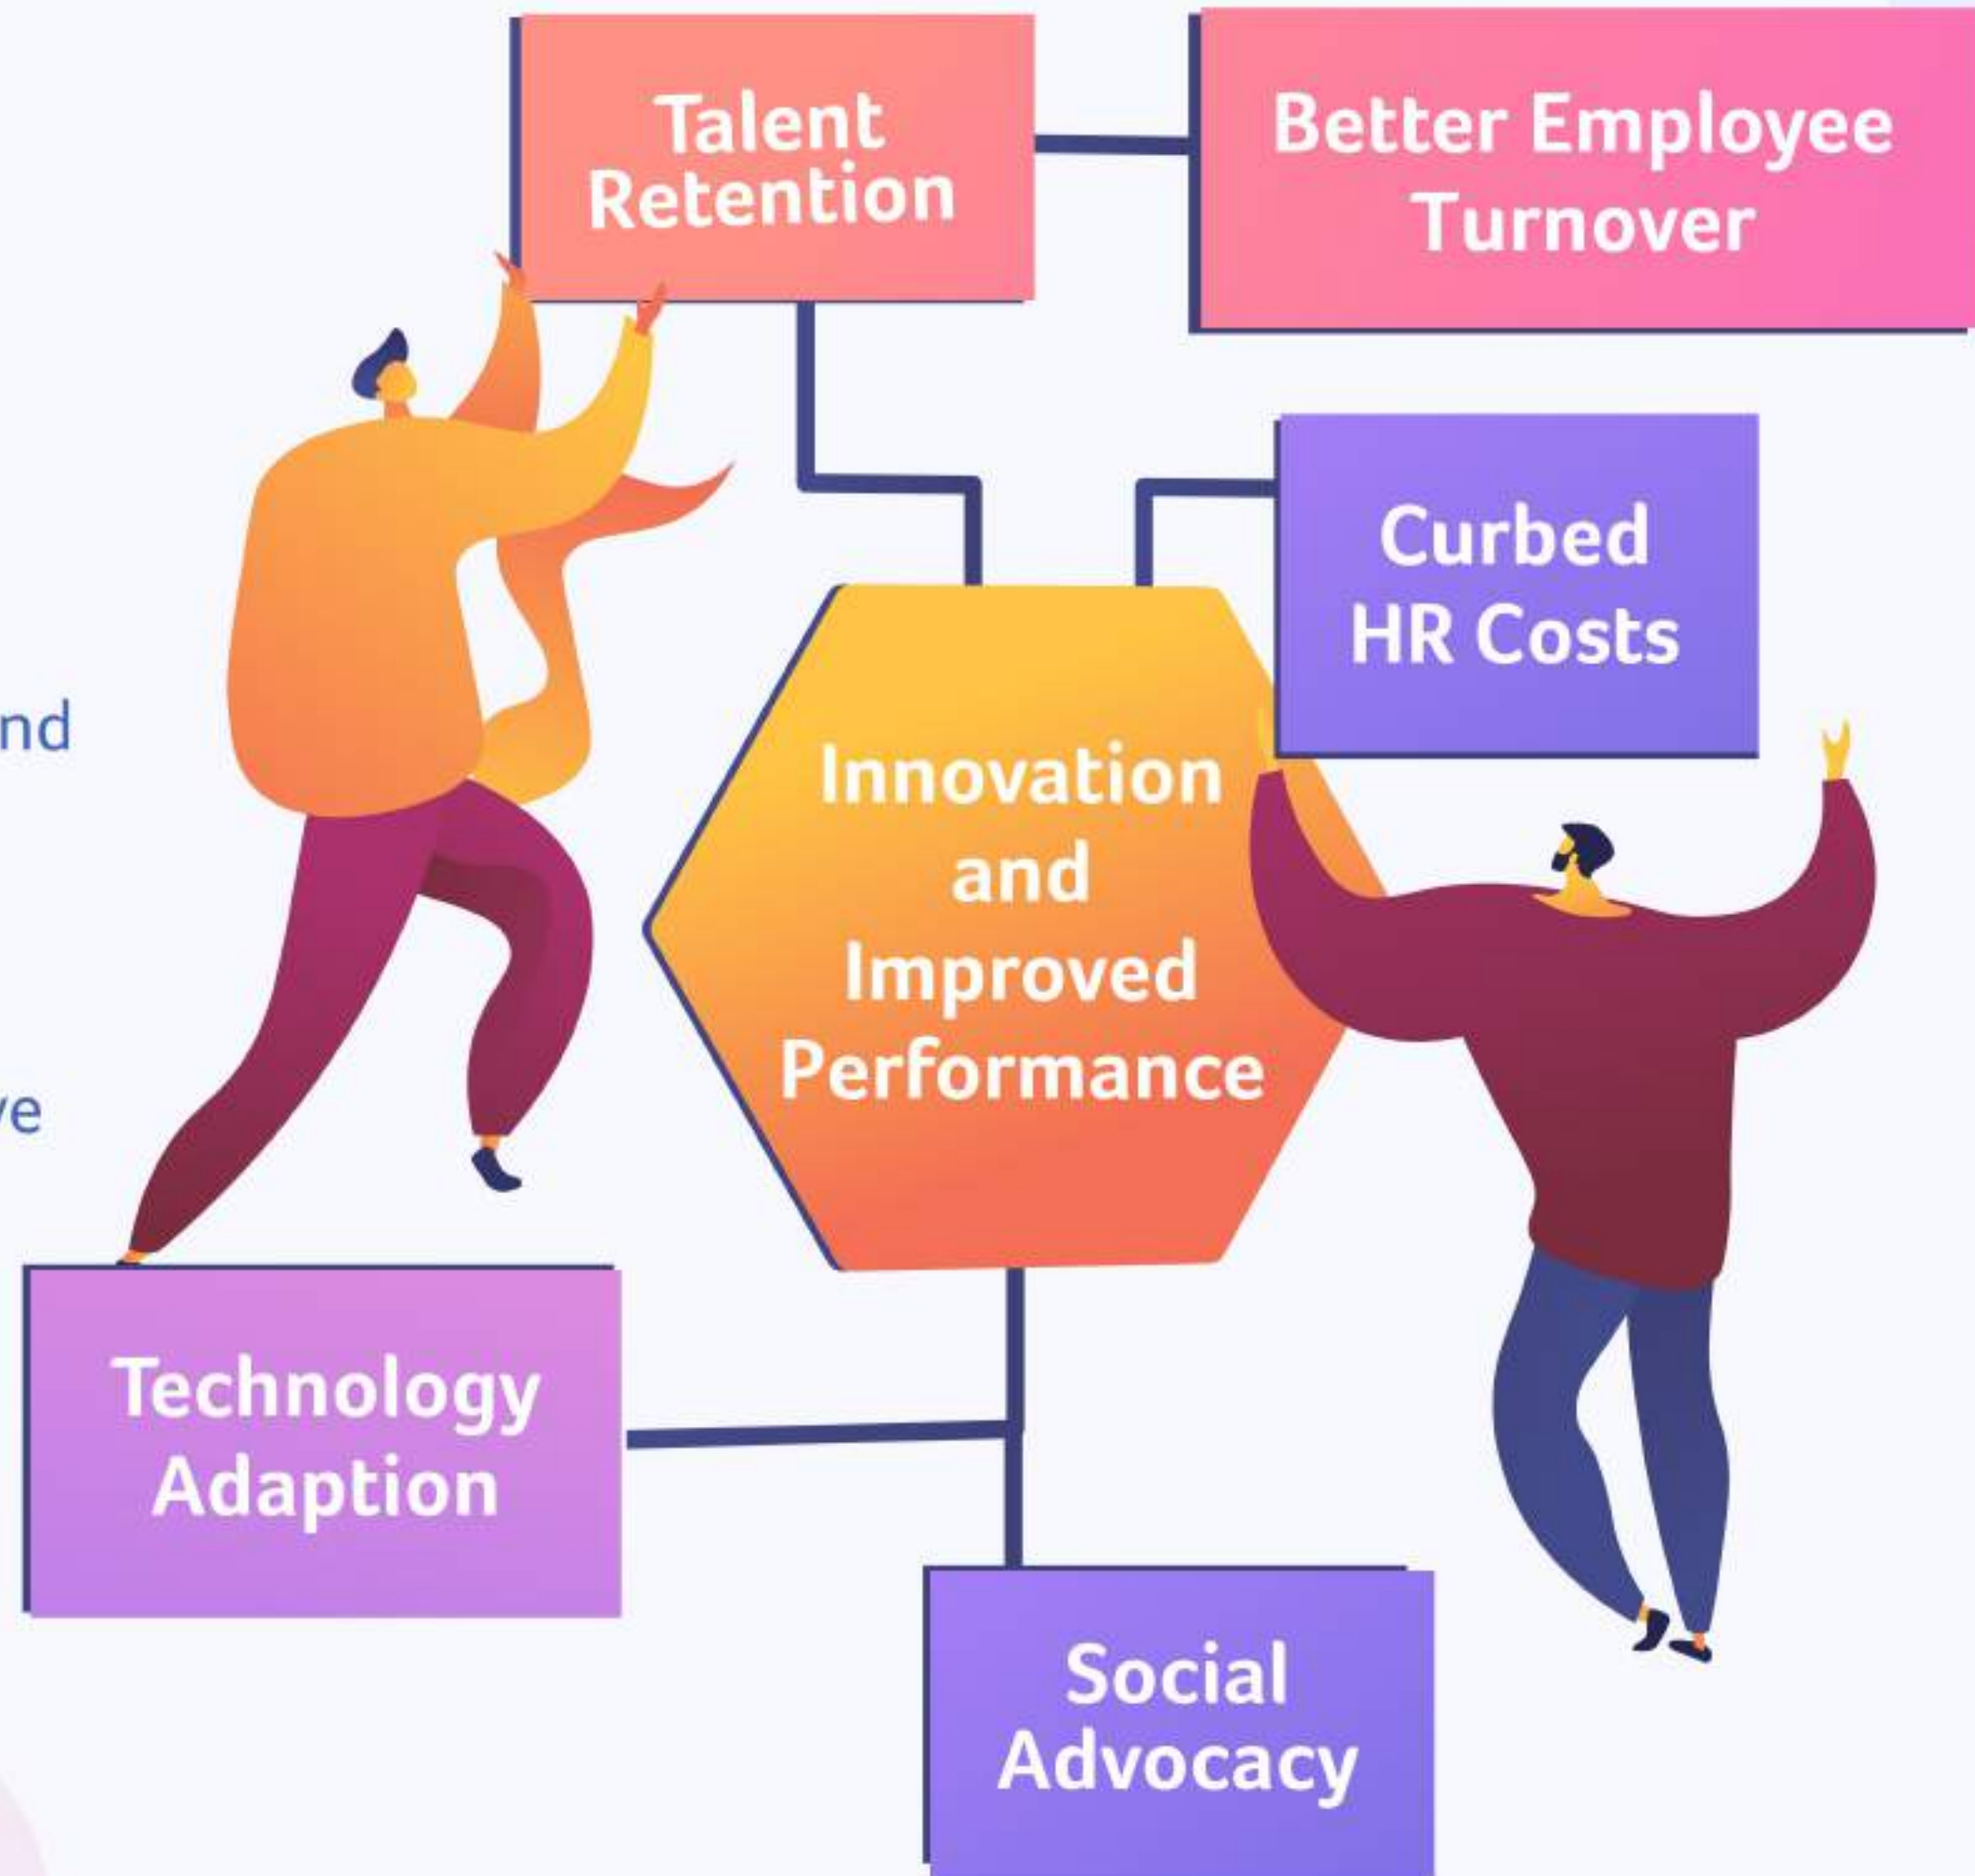 Talent
Retention
Better Employee
Turnover
Curbed
HR Costs
Innovation
and
Improved
Performance
Technology
Adaption
Social
Advocacy